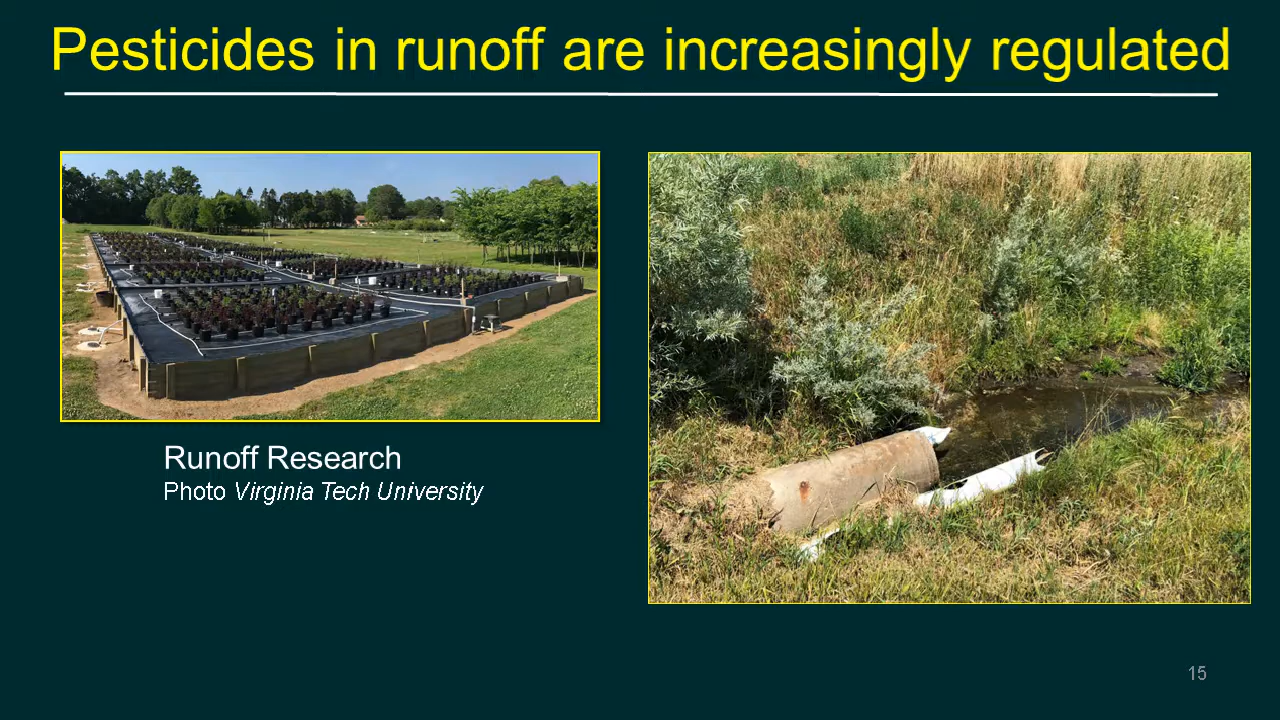 Pesticides in runoff are increasingly regulated
Runoff Research
Photo Virginia Tech University
15